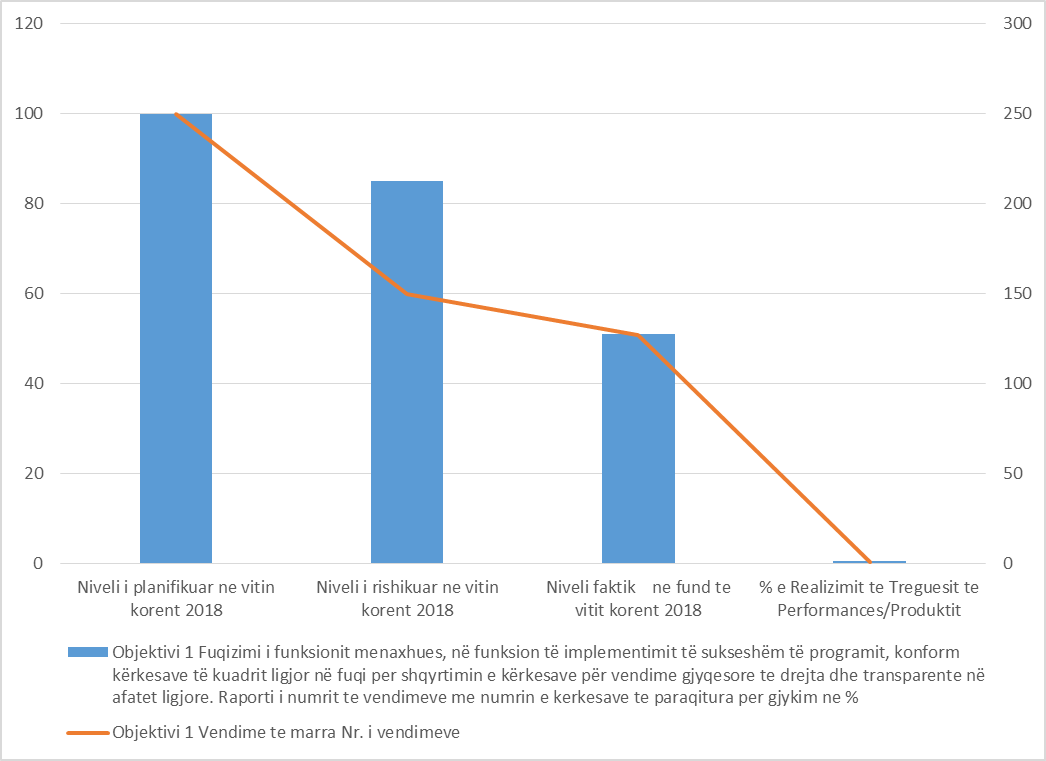 120
100
80
60
40
20
0
300
250
200
150
100
50
0
Niveli i planifikuar ne vitin
korent 2018
Niveli i rishikuar ne vitin
korent 2018
Niveli faktik ne fund te
vitit korent 2018
% e Realizimit te Treguesit te
Performances/Produktit
Objektivi 1 Fuqizimi i funksionit menaxhues, në funksion të implementimit të sukseshëm të programit, konform
kërkesave të kuadrit ligjor në fuqi per shqyrtimin e kërkesave për vendime gjyqesore te drejta dhe transparente në
afatet ligjore. Raporti i numrit te vendimeve me numrin e kerkesave te paraqitura per gjykim ne %
Objektivi 1 Vendime te marra Nr. i vendimeve